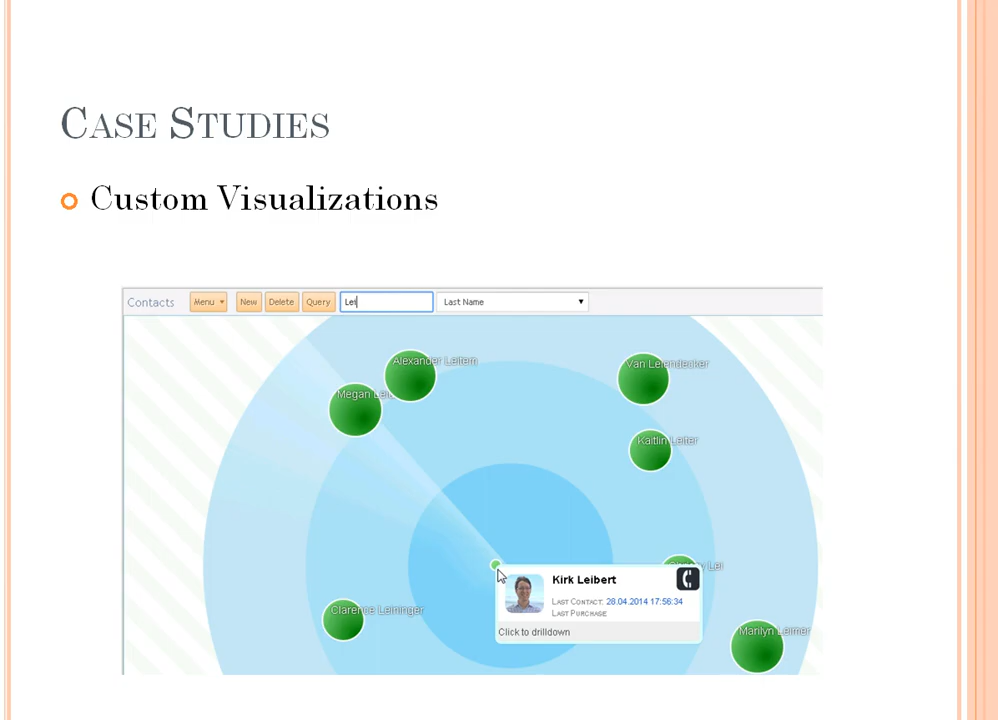 CASE STUDIES
Custom Visualizations
Contacts Menu New Delete Query Lei Last Name
Alexander Leitem
Van Leiendecker
Megan
Kaitlin Leiter
Lei
Kirk Leibert
LAST CONTACT: 28.04.2014 17:56:34
LAST PURCHASE
Click to drilldown
Clarence Leininger
Marilyn Leimer